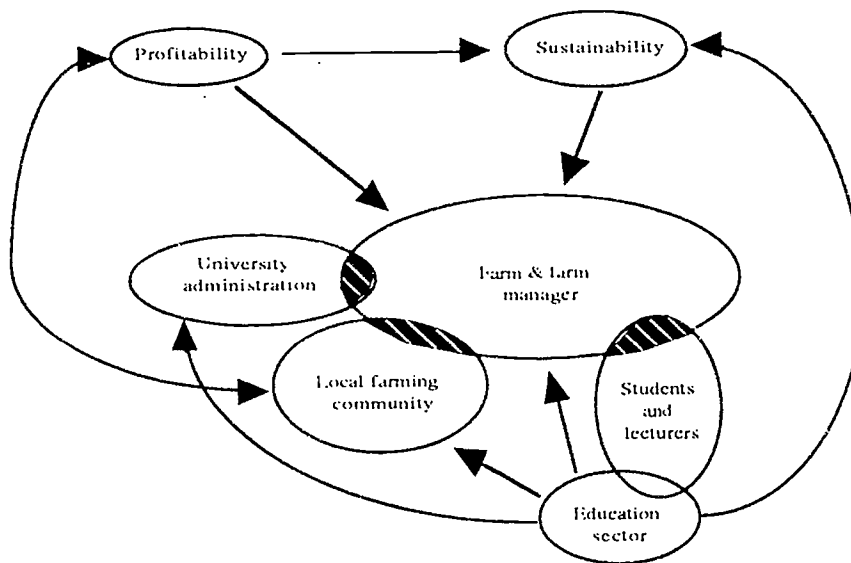 Profitability
Sustainability
University
administration
Farm & farm
manager
Local farming
community
Students
and
lecturers
Education
sector